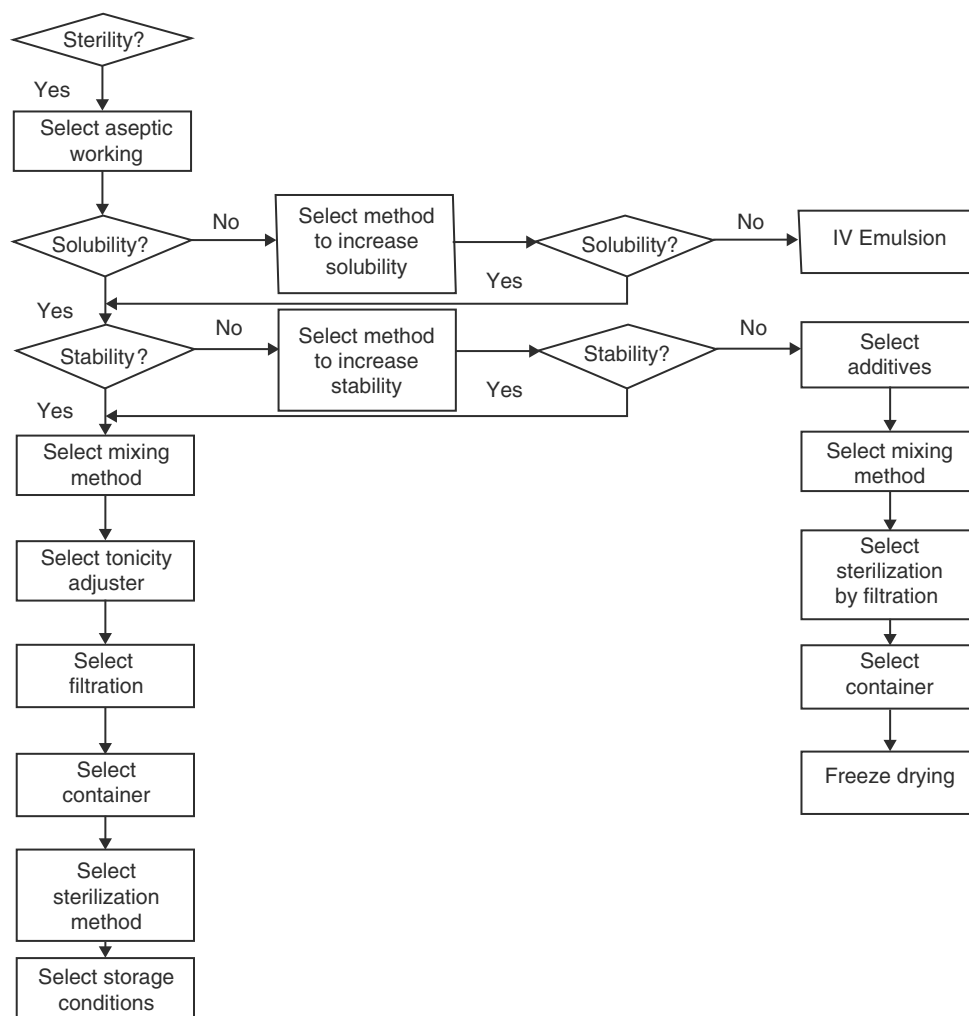 Sterility?
Yes
Select aseptic
working
Solubility?
No
Select method
to increase
solubility
Solubility?
No
IV Emulsion
Yes
Yes
Stability?
No
Select method
to increase
stability
Stability?
No
Select
additives
Yes
Yes
Select mixing
method
Select tonicity
adjuster
Select
filtration
Select
container
Select
sterilization
method
Select storage
conditions
Select mixing
method
Select
sterilization
by filtration
Select
container
Freeze drying